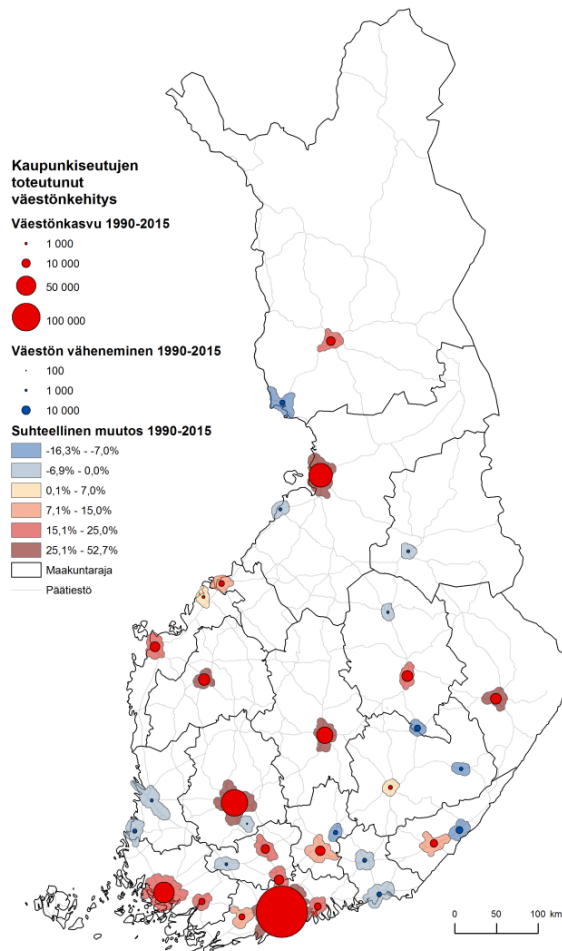 Kaupunkiseutujen
toteutunut
väestönkehitys
Väestönkasvu 1990-2015
1 000
10 000
50 000
100 000
Väestön väheneminen 1990-2015
100
1 000
10 000
Suhteellinen muutos 1990-2015
-16,3% - -7,0%
-6,9% - 0,0%
0,1% - 7,0%
7,1% - 15,0%
15,1% - 25,0%
25,1% - 52,7%
Maakuntaraja
Päätiestö
0 50 100 km